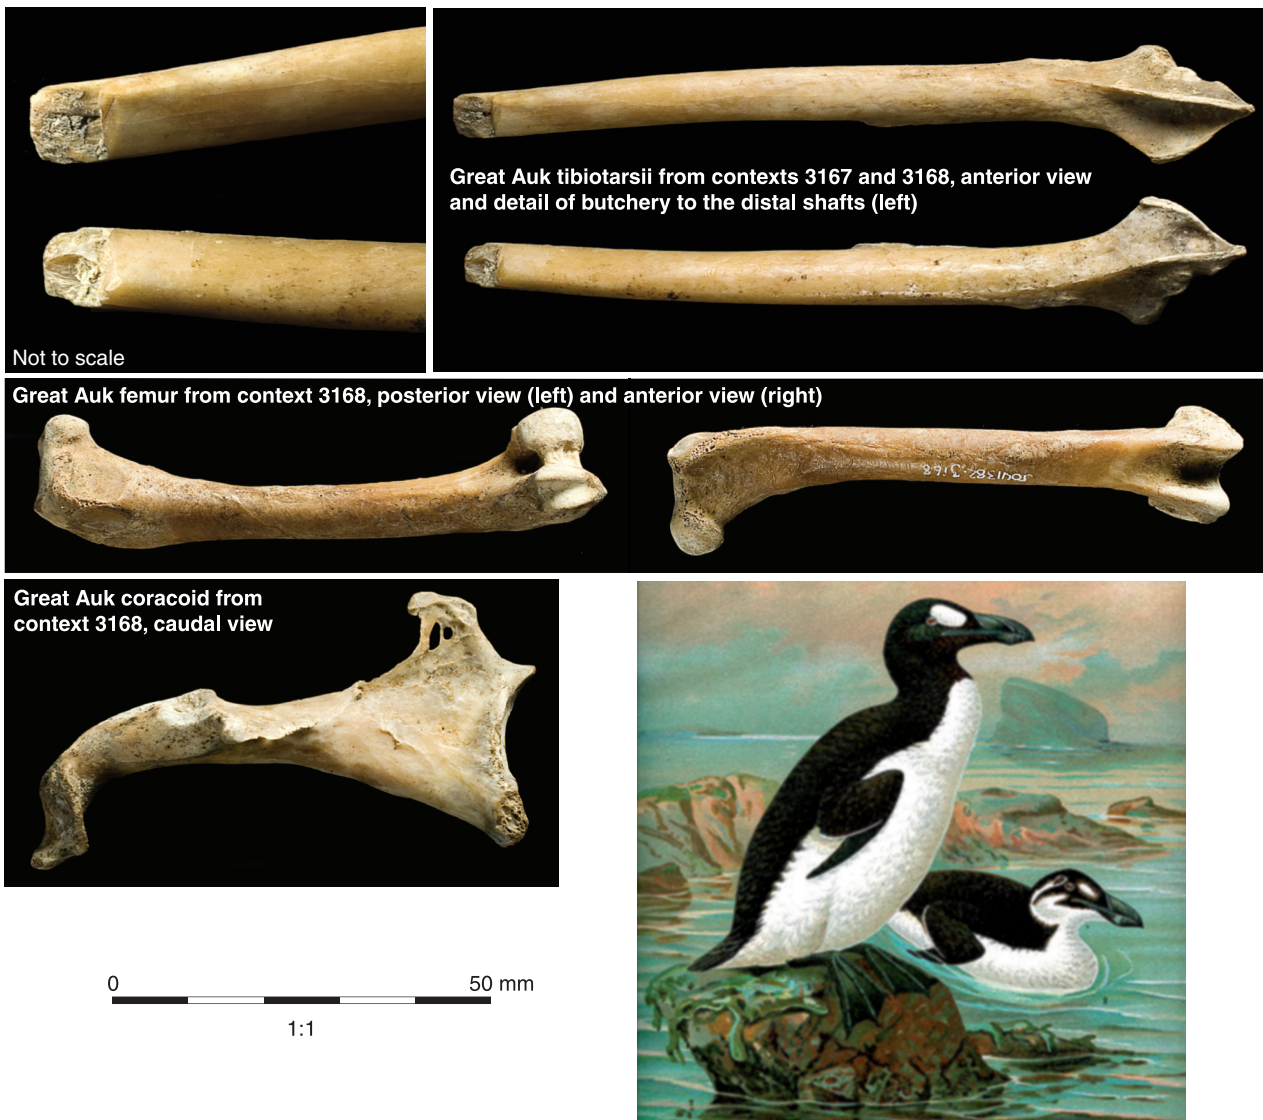 Great Auk tibiotarsii from contexts 3167 and 3168, anterior view
and detail of butchery to the distal shafts (left)
Not to scale
Great Auk femur from context 3168, posterior view (left) and anterior view (right)
SO41382 3168
Great Auk coracoid from
context 3168, caudal view
0 50 mm
1:1